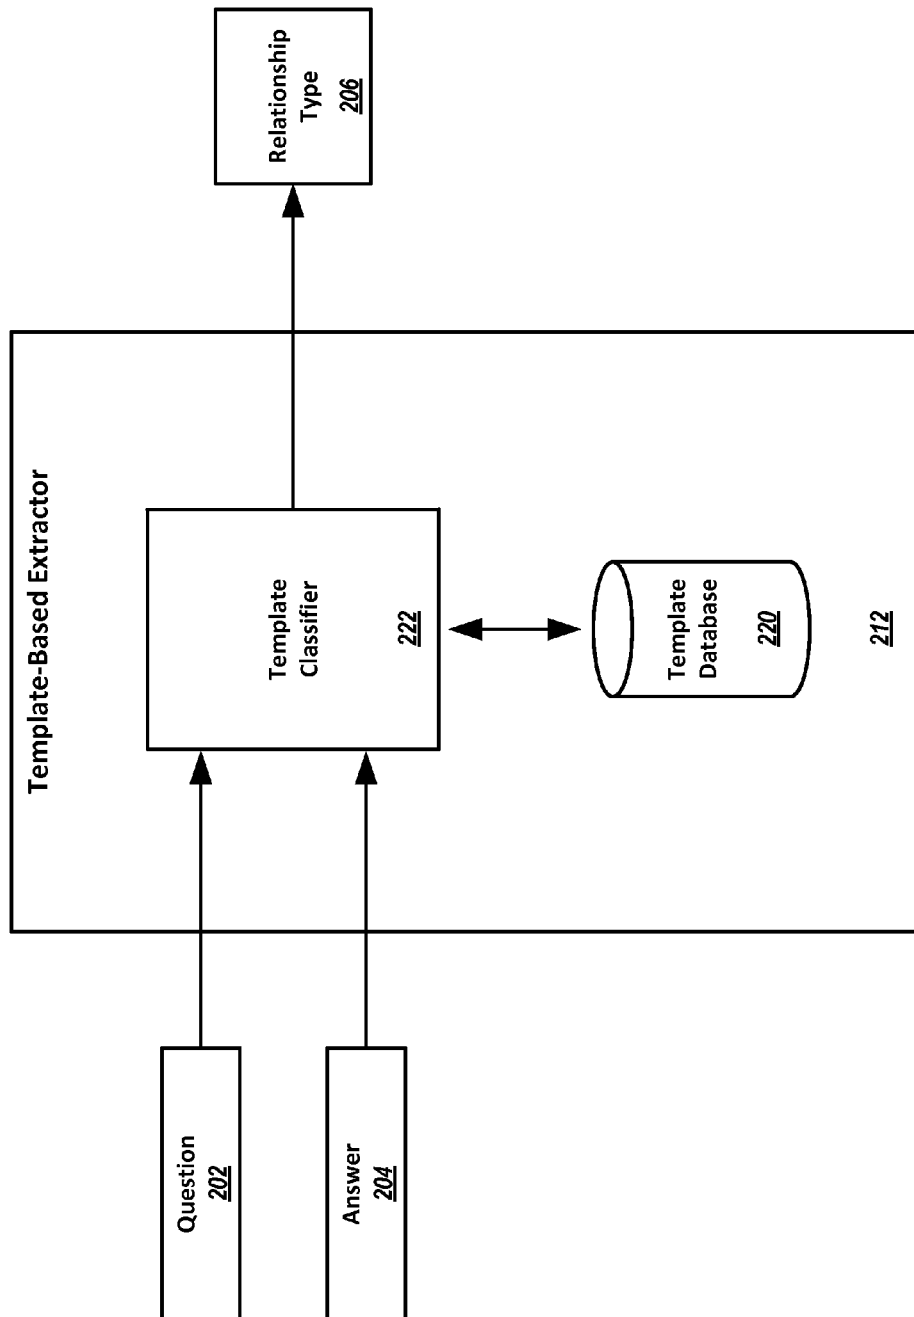 Template-Based Extractor
Question
202
Answer
204
Template
Classifier
222
Template
Database
220
212
Relationship
Type
206